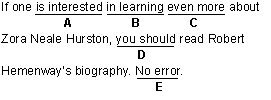 If one is interested in learning even more about
A B C
Zora Neale Hurston, you should read Robert
D
Hemenway's biography. No error.
E